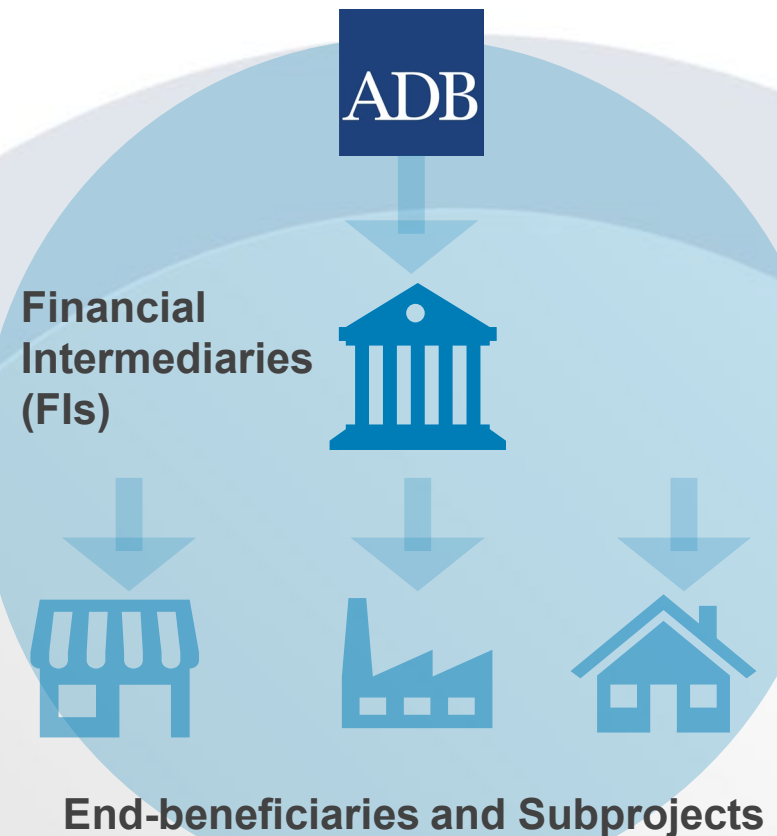 ADB
Financial
Intermediaries
(FIs)
End-beneficiaries and Subprojects